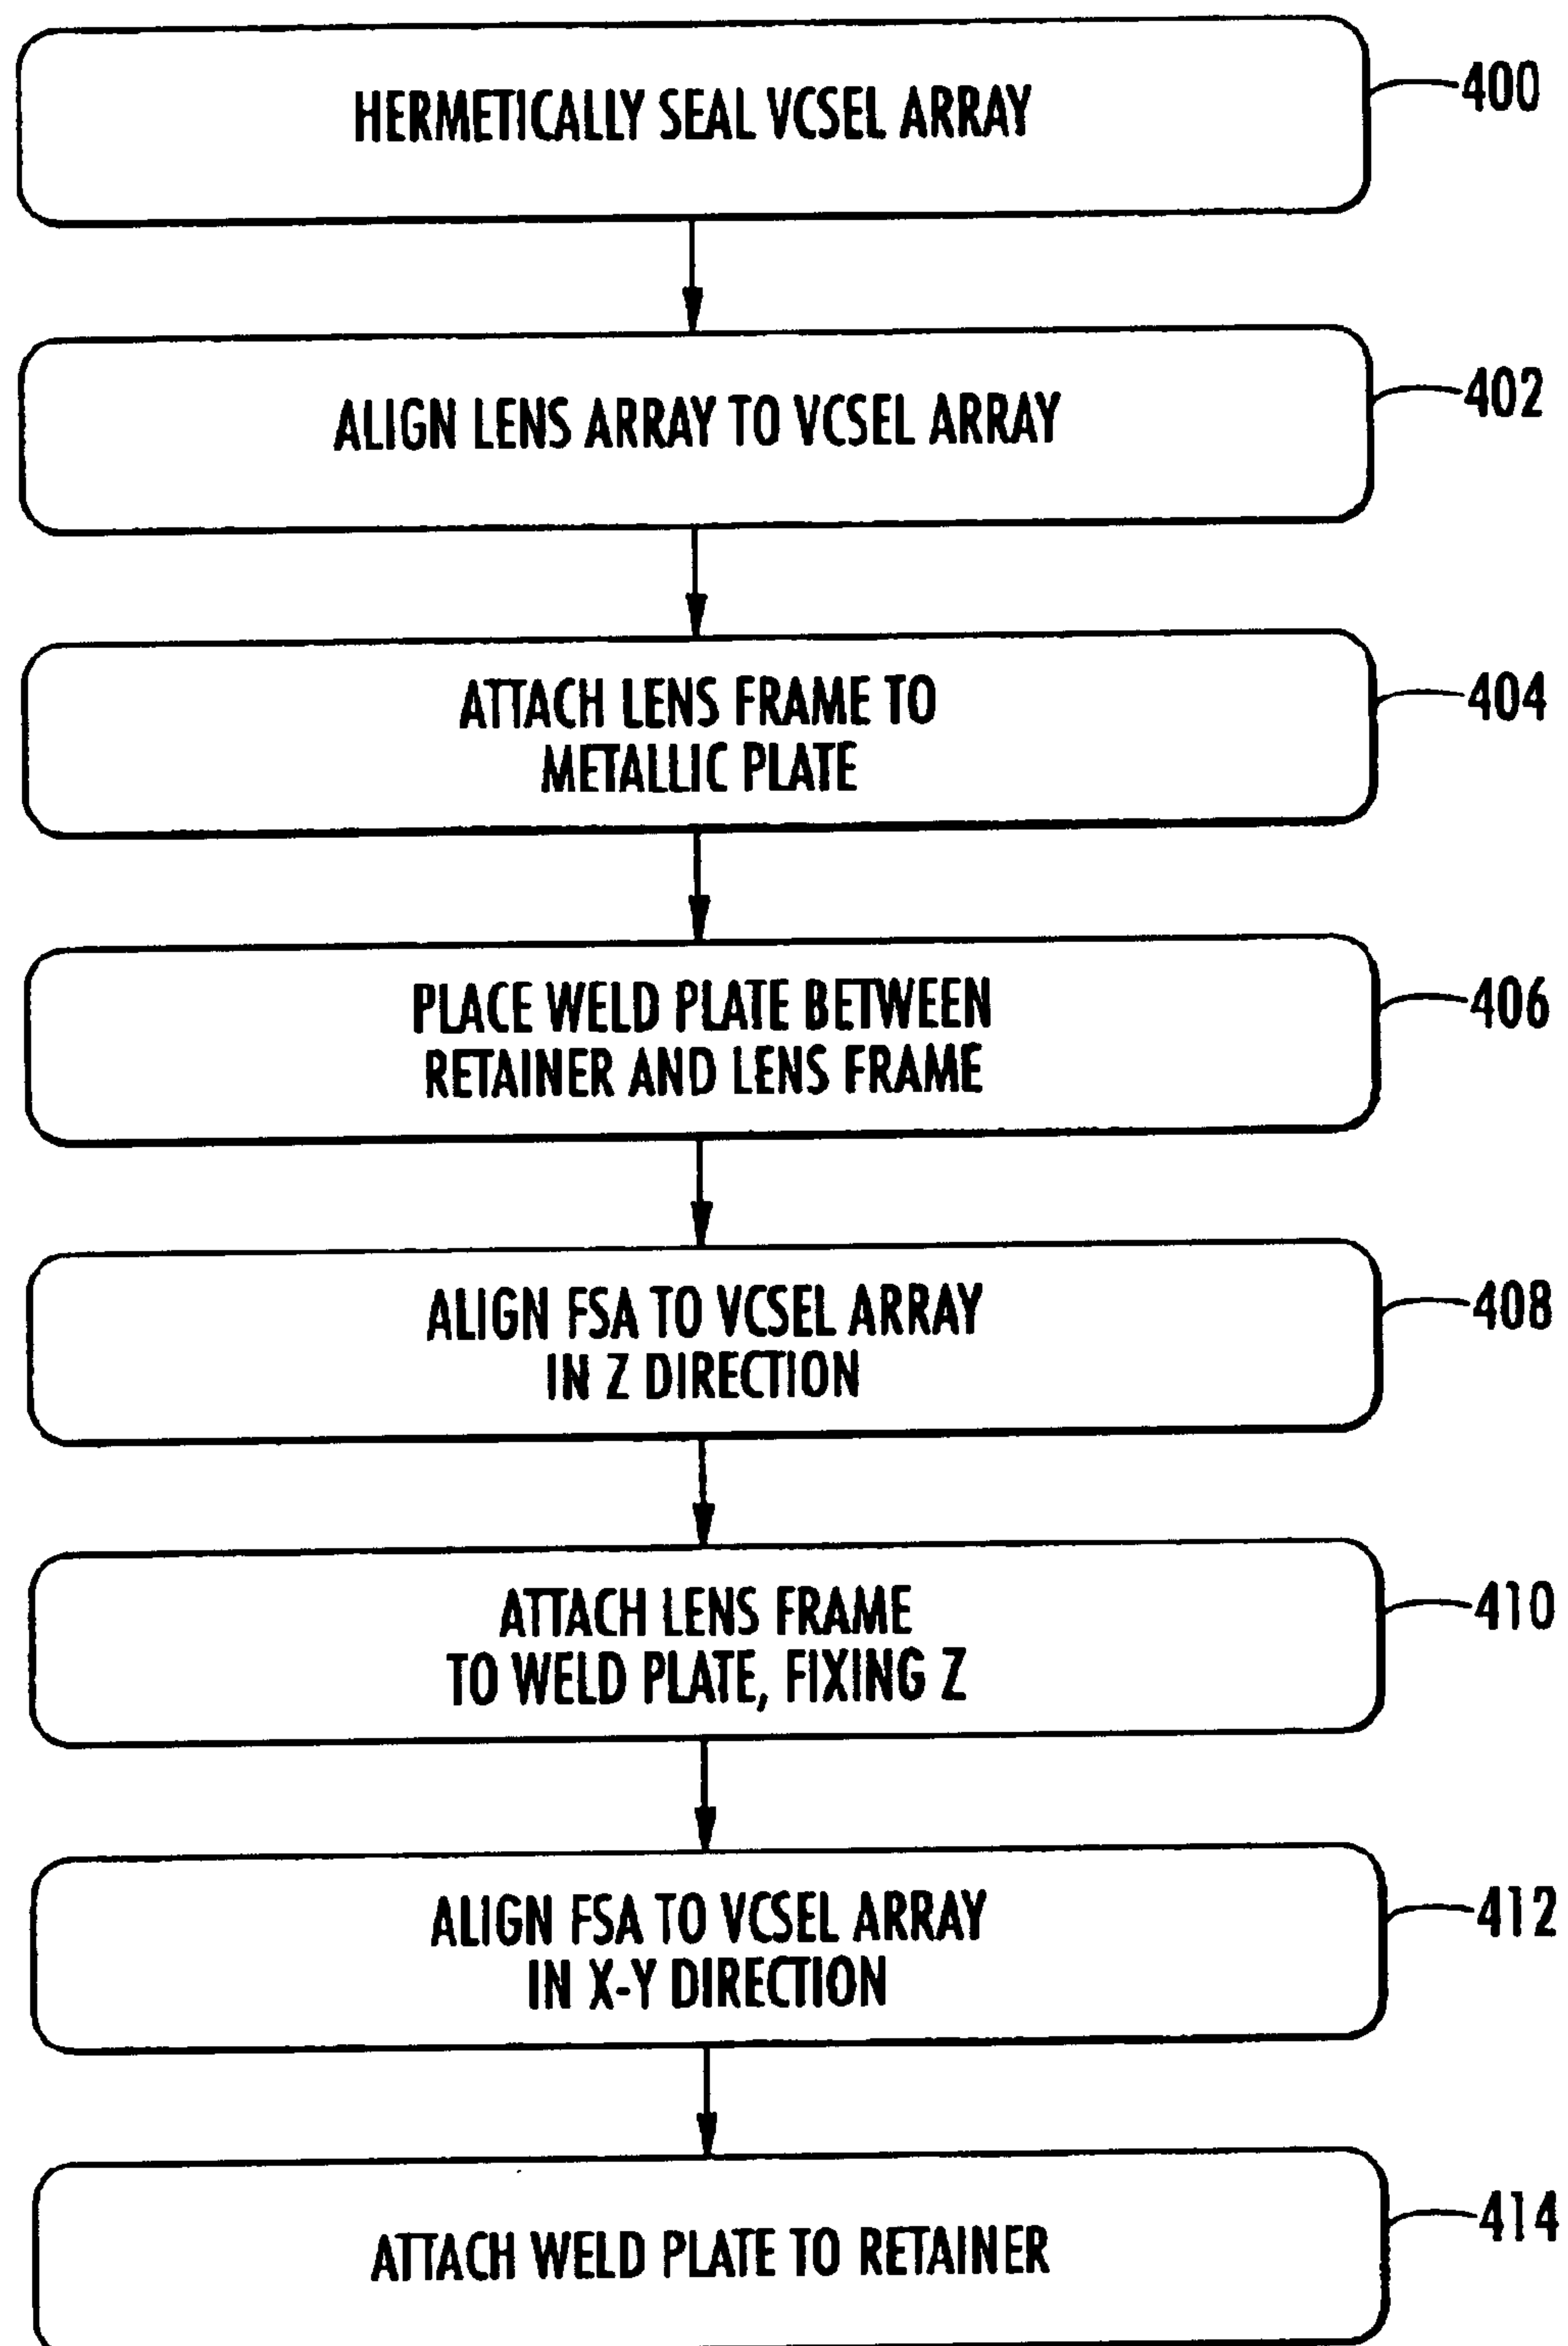 HERMETICALLY SEAL VCSEL ARRAY
400
ALIGN LENS ARRAY TO VCSEL ARRAY
402
ATTACH LENS FRAME TO
METALLIC PLATE
404
PLACE WELD PLATE BETWEEN
RETAINER AND LENS FRAME
406
ALIGN FSA TO VCSEL ARRAY
IN Z DIRECTION
408
ATTACH LENS FRAME
TO WELD PLATE, FIXING Z
410
ALIGN FSA TO VCSEL ARRAY
IN X-Y DIRECTION
412
ATTACH WELD PLATE TO RETAINER
414